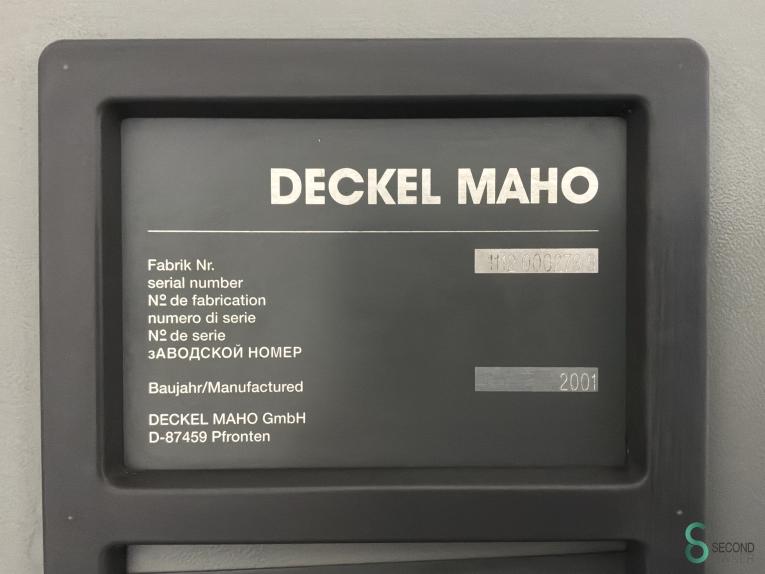 DECKEL MAHO
Fabrik Nr.
serial number
Nº de fabrication
numero di serie
Nº de serie
зАВОДСКОЙ НОМЕР
Baujahr/Manufactured 2001
DECKEL MAHO GmbH
D-87459 Pfronten
SECOND